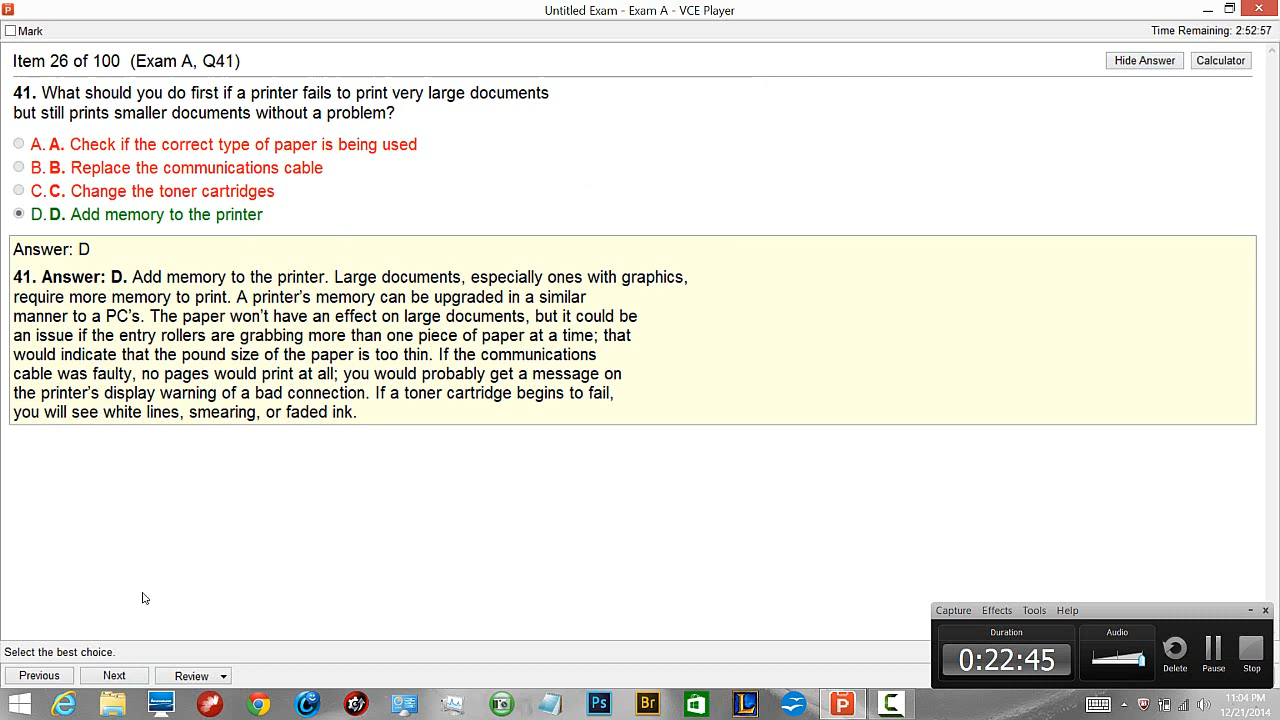 Untitled Exam - Exam A - VCE Player
Mark
Time Remaining: 2:52:57
Item 26 of 100 (Exam A, Q41)
Hide Answer
Calculator
41. What should you do first if a printer fails to print very large documents
but still prints smaller documents without a problem?
A. A. Check if the correct type of paper is being used
B. B. Replace the communications cable
C. C. Change the toner cartridges
D. D. Add memory to the printer
Answer: D
41. Answer: D. Add memory to the printer. Large documents, especially ones with graphics,
require more memory to print. A printer's memory can be upgraded in a similar
manner to a PC's. The paper won't have an effect on large documents, but it could be
an issue if the entry rollers are grabbing more than one piece of paper at a time; that
would indicate that the pound size of the paper is too thin. If the communications
cable was faulty, no pages would print at all; you would probably get a message on
the printer's display warning of a bad connection. If a toner cartridge begins to fail,
you will see white lines, smearing, or faded ink.
Capture Effects Tools Help
Duration
Audio
0:22:45
Delete
Pause
Stop
Select the best choice.
Previous
Next
Review
Ps
Br
L
P
C
11:04 PM
12/21/2014